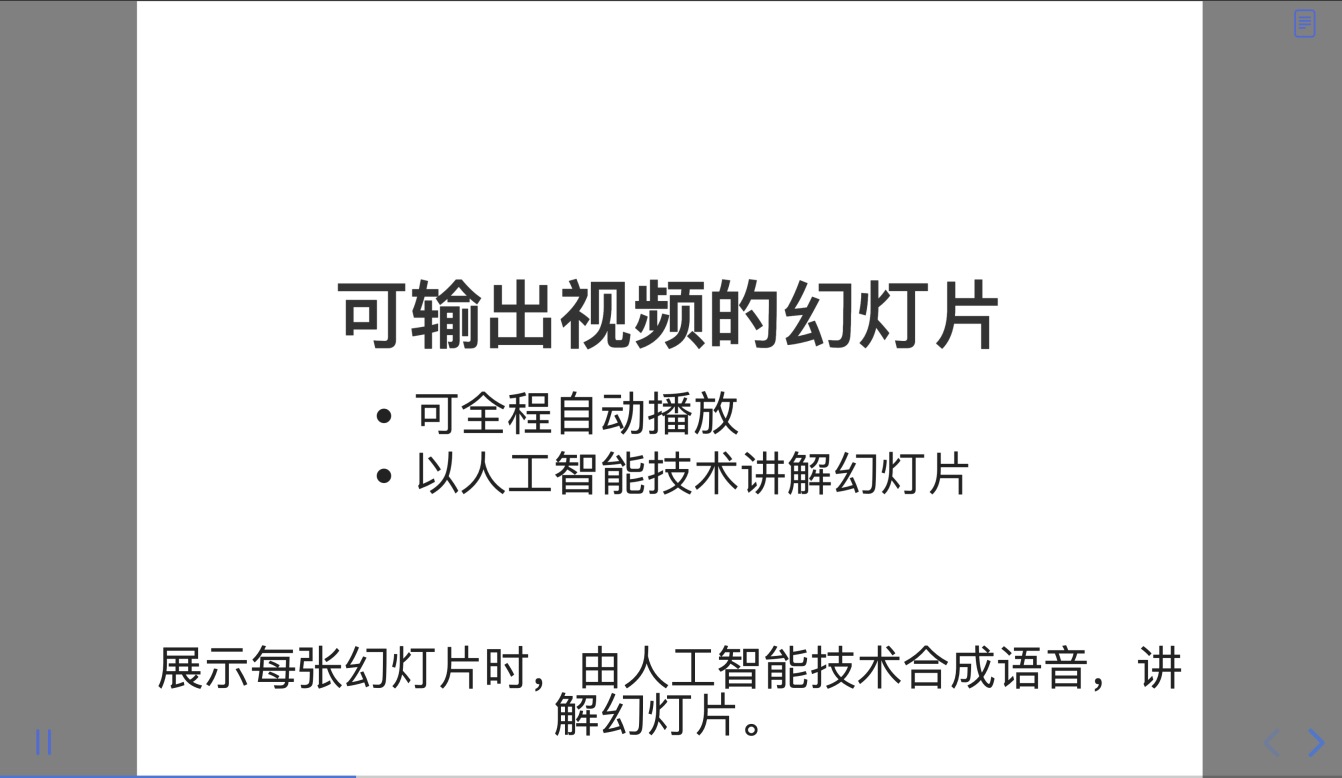 可输出视频的幻灯片
可全程自动播放
以人工智能技术讲解幻灯片
展示每张幻灯片时，由人工智能技术合成语音，讲
解幻灯片。